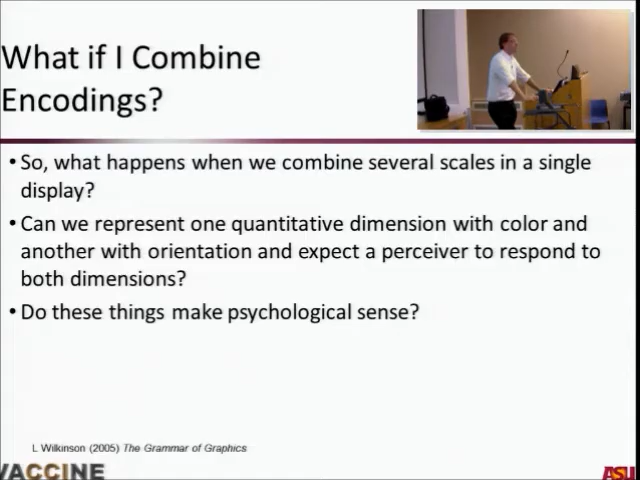 What if I Combine
Encodings?
• So, what happens when we combine several scales in a single
display?
• Can we represent one quantitative dimension with color and
another with orientation and expect a perceiver to respond to
both dimensions?
• Do these things make psychological sense?
L Wilkinson (2005) The Grammar of Graphics
VACCINE
ASU